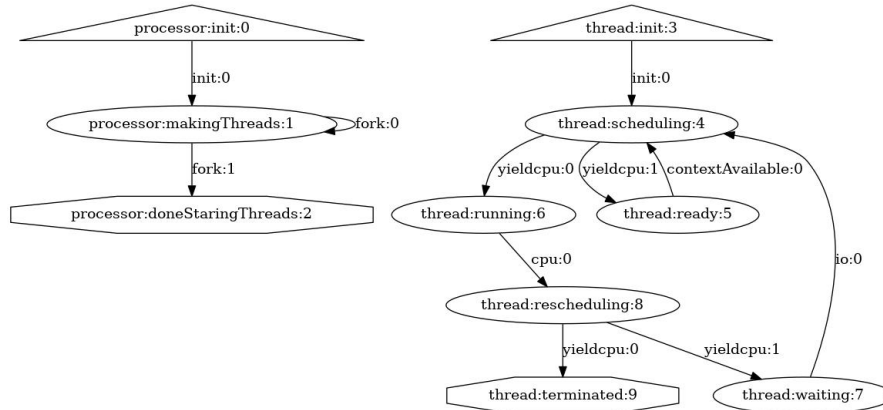 processor:init:0
thread:init:3
init:0
init:0
processor:makingThreads:1
fork:0
thread:scheduling:4
fork:1
yieldcpu:0
yieldcpu:1
contextAvailable:0
processor:doneStaringThreads:2
thread:running:6
thread:ready:5
cpu:0
io:0
thread:rescheduling:8
yieldcpu:0
yieldcpu:1
thread:terminated:9
thread:waiting:7